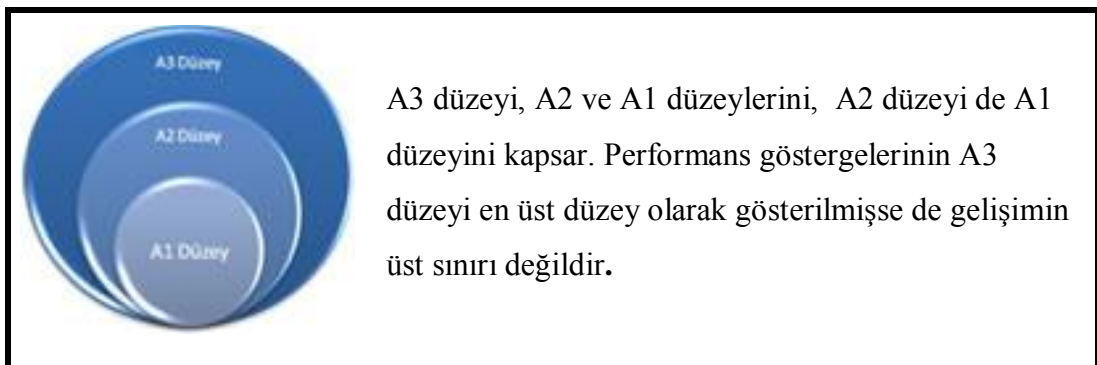 A3 Düzey
A2 Düzey
A1 Düzey
A3 düzeyi, A2 ve A1 düzeylerini, A2 düzeyi de A1
düzeyini kapsar. Performans göstergelerinin A3
düzeyi en üst düzey olarak gösterilmişse de gelişimin
üst sınırı değildir.